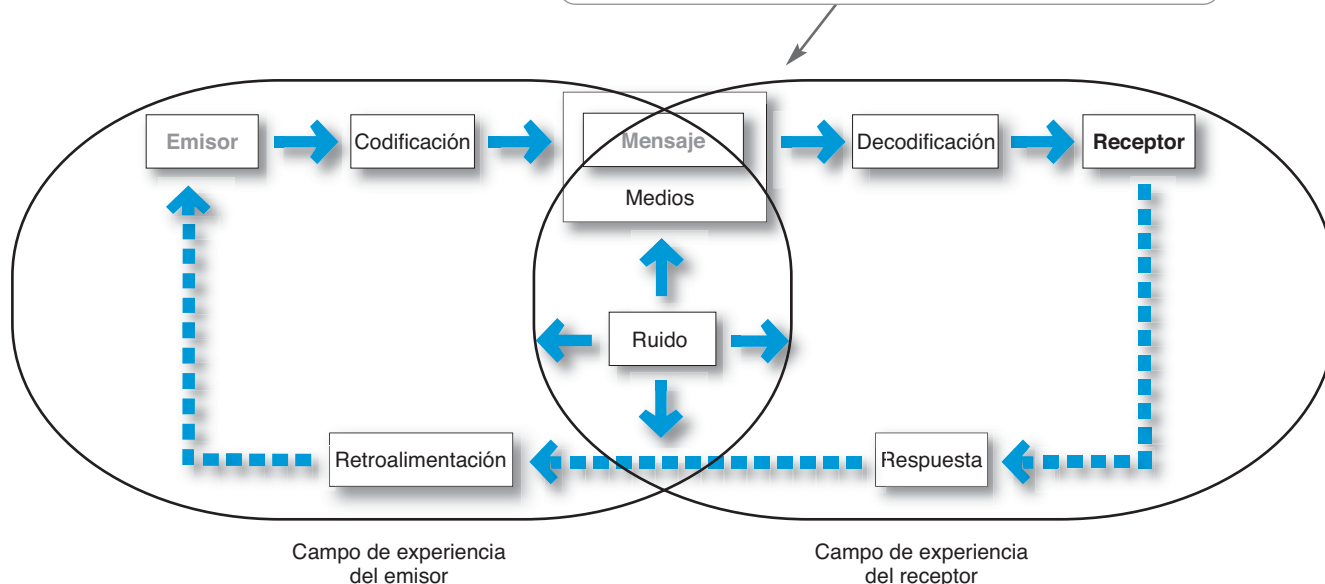 Emisor
Codificación
Mensaje
Medios
Decodificación
Receptor
Ruido
Retroalimentación
Respuesta
Campo de experiencia
del emisor
Campo de experiencia
del receptor